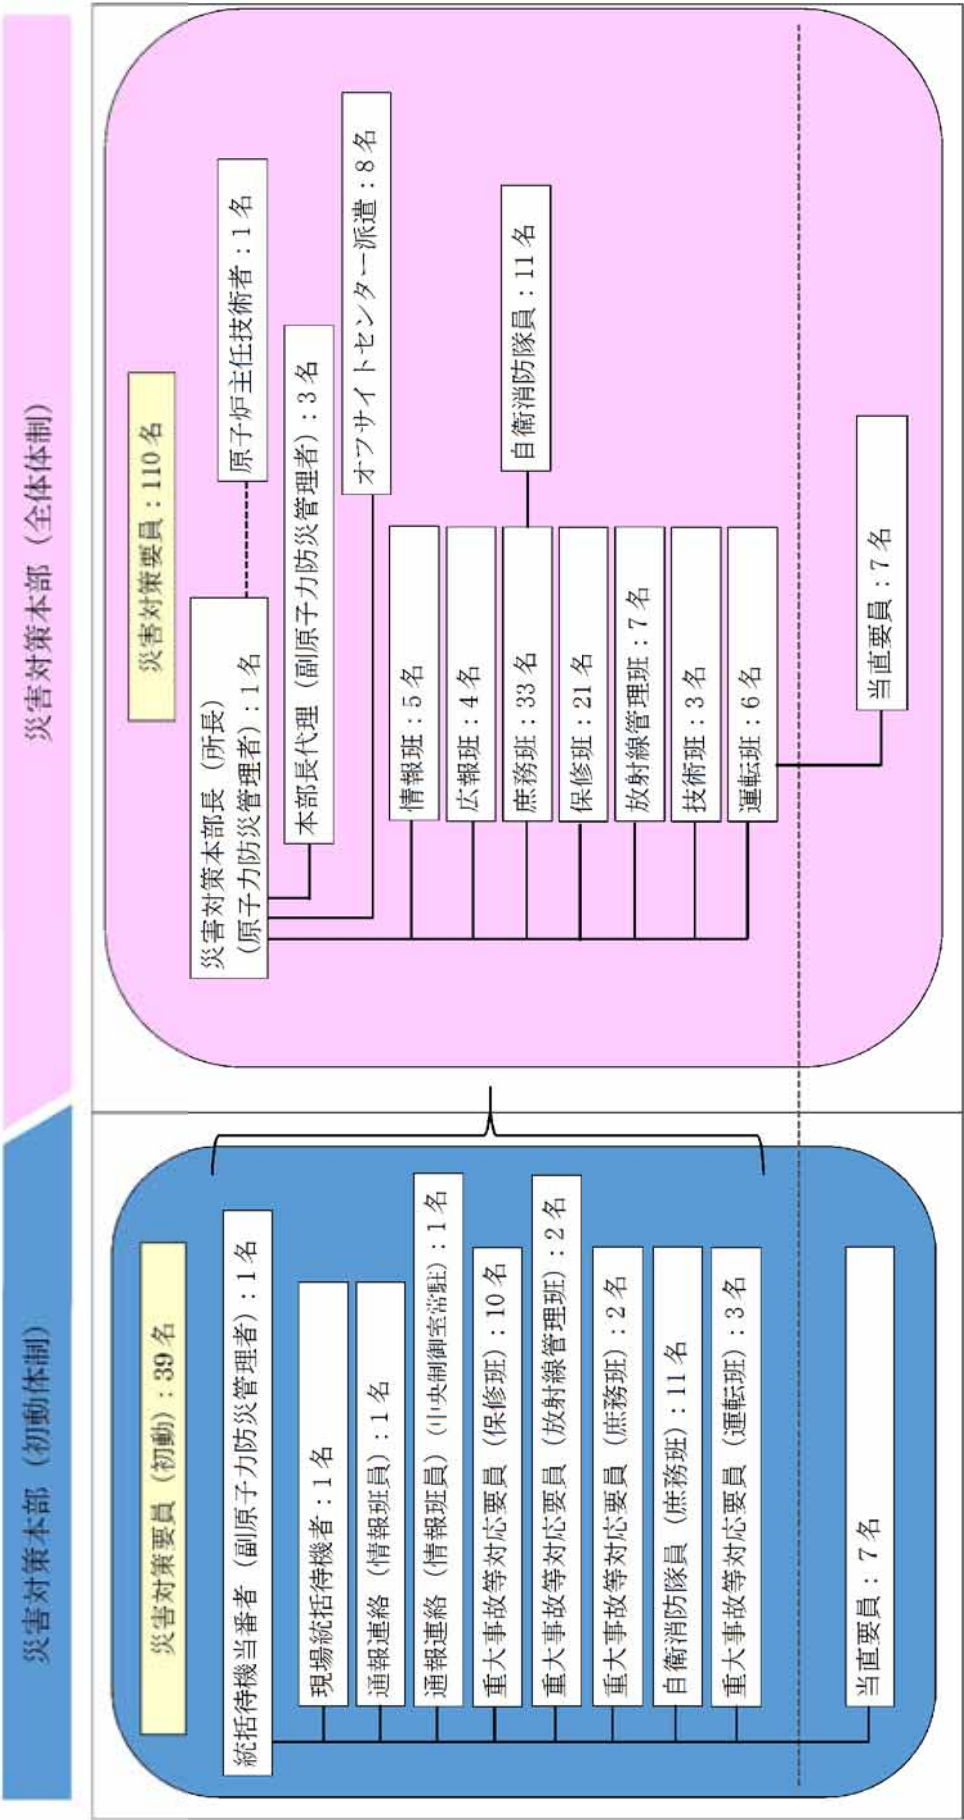 災害対策本部（初動体制）
災害対策要員（初動）：39名
統括待機当番者（副原子力防災管理者）：1名
現場統括待機者：1名
通報連絡（情報班員）：1名
通報連絡（情報班員）（中央制御室常駐）：1名
重大事故等対応要員（保修班）：10名
重大事故等対応要員（放射線管理班）：2名
重大事故等対応要員（庶務班）：2名
自衛消防隊員（庶務班）：11名
重大事故等対応要員（運転班）：3名
当直要員：7名
災害対策本部（全体体制）
災害対策要員：110名
災害対策本部長（所長）
（原子力防災管理者）：1名
原子炉主任技術者：1名
本部長代理（副原子力防災管理者）：3名
オフサイトセンター派遣：8名
情報班：5名
広報班：4名
庶務班：33名
自衛消防隊員：11名
保修班：21名
放射線管理班：7名
技術班：3名
運転班：6名
当直要員：7名